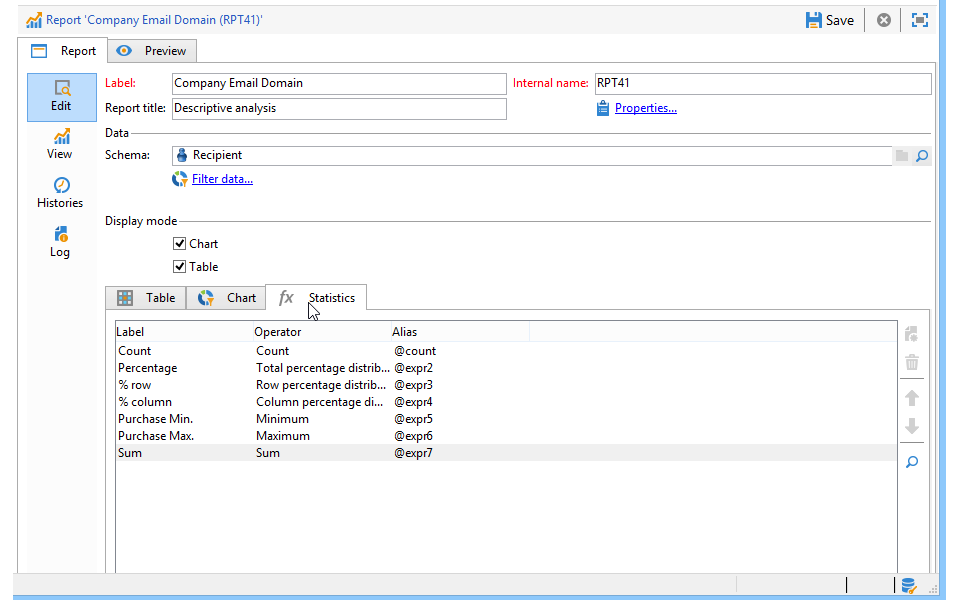 Report 'Company Email Domain (RPT41)'
Save
Report
Preview
Edit
View
Histories
Log
Label: Company Email Domain
Internal name: RPT41
Report title: Descriptive analysis
Properties...
Data
Schema: Recipient
Filter data...
Display mode
Chart
Table
Table
Chart
fx Statistics
Label Operator Alias
Count Count @count
Percentage Total percentage distrib... @expr2
% row Row percentage distrib... @expr3
% column Column percentage di... @expr4
Purchase Min. Minimum @expr5
Purchase Max. Maximum @expr6
Sum Sum @expr7